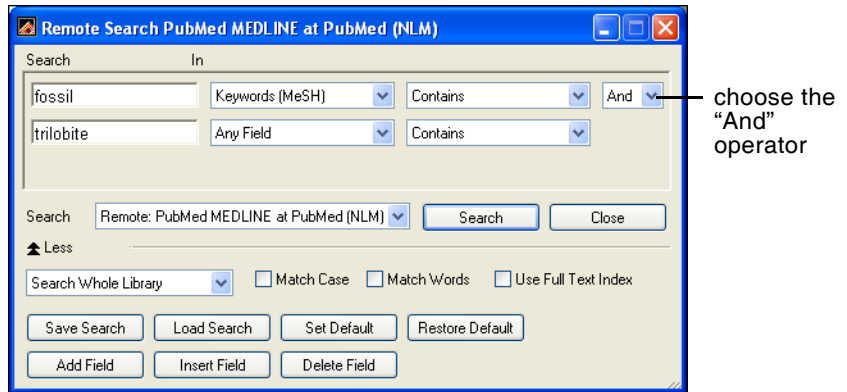 Remote Search PubMed MEDLINE at PubMed (NLM)
Search In
fossil Keywords (MeSH) Contains And
trilobite Any Field Contains
choose the
“And”
operator
Search Remote: PubMed MEDLINE at PubMed (NLM) Search Close
Less
Search Whole Library Match Case Match Words Use Full Text Index
Save Search Load Search Set Default Restore Default
Add Field Insert Field Delete Field